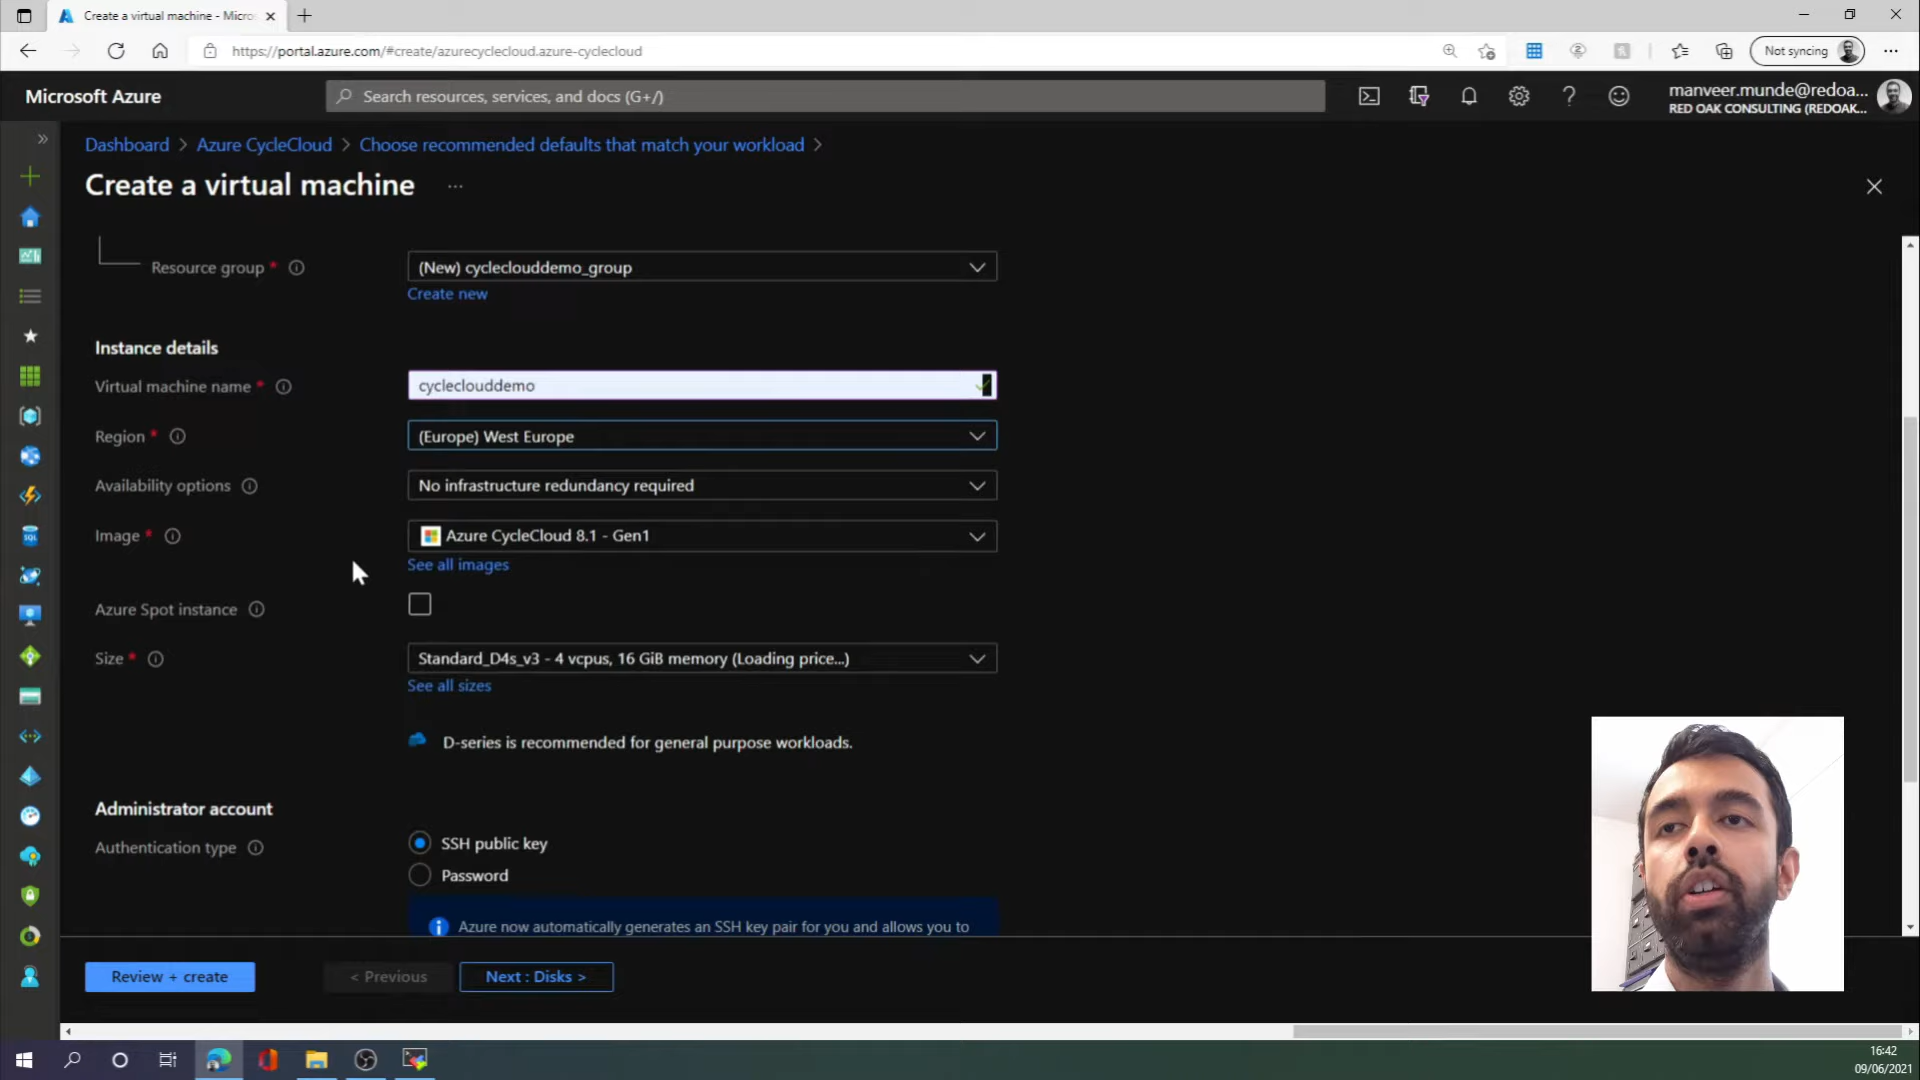 Create a virtual machine - Micro
https://portal.azure.com/#create/azurecyclecloud.azure-cyclecloud
Not syncing
Microsoft Azure
Search resources, services, and docs (G+/)
manveer.munde@redoa...
RED OAK CONSULTING (REDOAK...
Dashboard > Azure CycleCloud > Choose recommended defaults that match your workload >
Create a virtual machine ...
Resource group *
(New) cycleclouddemo_group
Create new
Instance details
Virtual machine name *
cycleclouddemo
Region *
(Europe) West Europe
Availability options
No infrastructure redundancy required
Image *
Azure CycleCloud 8.1 - Gen1
See all images
Azure Spot instance
Size *
Standard_D4s_v3 - 4 vcpus, 16 GiB memory (Loading price...)
See all sizes
D-series is recommended for general purpose workloads.
Administrator account
Authentication type
SSH public key
Password
Azure now automatically generates an SSH key pair for you and allows you to
Review + create
< Previous
Next : Disks >
16:42
09/06/2021